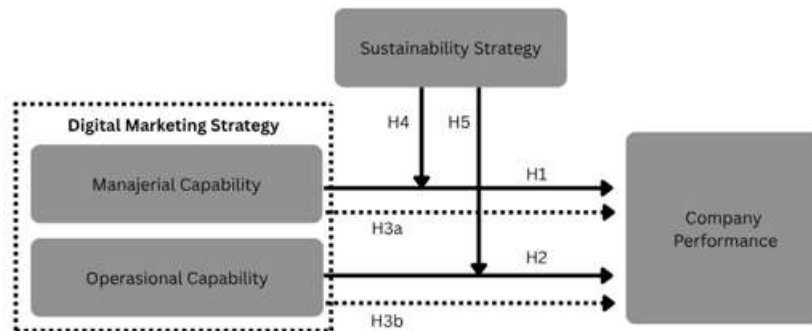 Sustainability Strategy
H4
H5
Digital Marketing Strategy
Manajerial Capability
H1
H3a
Company
Performance
Operasional Capability
H2
H3b